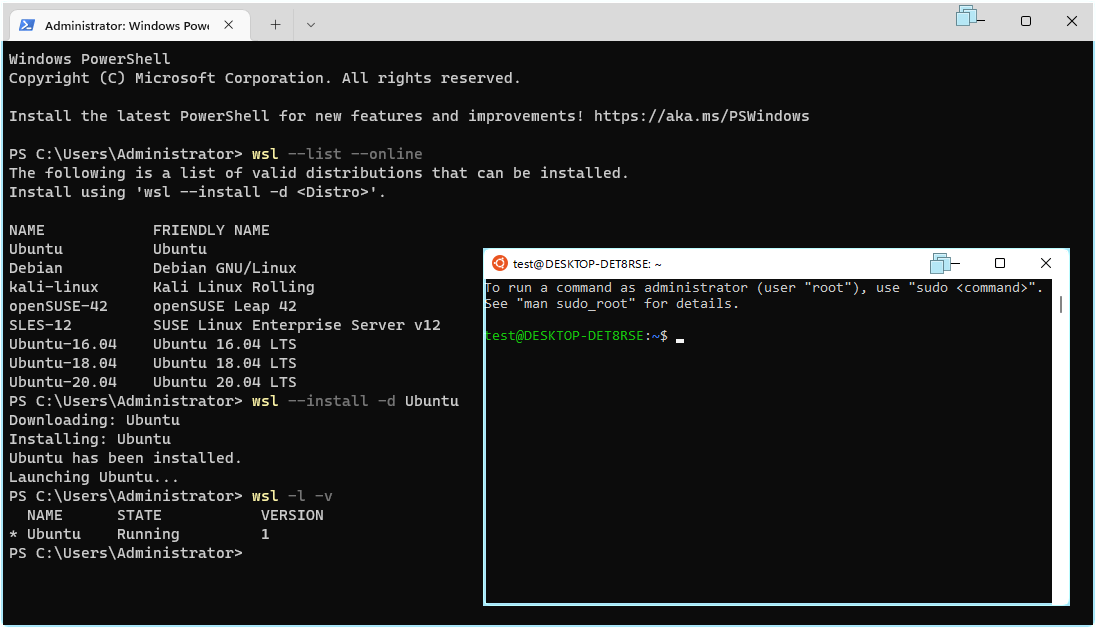 Administrator: Windows Pow
Windows PowerShell
Copyright (C) Microsoft Corporation. All rights reserved.
Install the latest PowerShell for new features and improvements! https://aka.ms/PSWindows
PS C:\Users\Administrator> wsl --list --online
The following is a list of valid distributions that can be installed.
Install using 'wsl --install -d <Distro>'.
NAME FRIENDLY NAME
Ubuntu Ubuntu
Debian Debian GNU/Linux
kali-linux Kali Linux Rolling
openSUSE-42 openSUSE Leap 42
SLES-12 SUSE Linux Enterprise Server v12
Ubuntu-16.04 Ubuntu 16.04 LTS
Ubuntu-18.04 Ubuntu 18.04 LTS
Ubuntu-20.04 Ubuntu 20.04 LTS
PS C:\Users\Administrator> wsl --install -d Ubuntu
Downloading: Ubuntu
Installing: Ubuntu
Ubuntu has been installed.
Launching Ubuntu...
PS C:\Users\Administrator> wsl -l -v
NAME STATE VERSION
* Ubuntu Running 1
PS C:\Users\Administrator>
test@DESKTOP-DET8RSE: ~
To run a command as administrator (user "root"), use "sudo <command>".
See "man sudo_root" for details.
test@DESKTOP-DET8RSE:~$